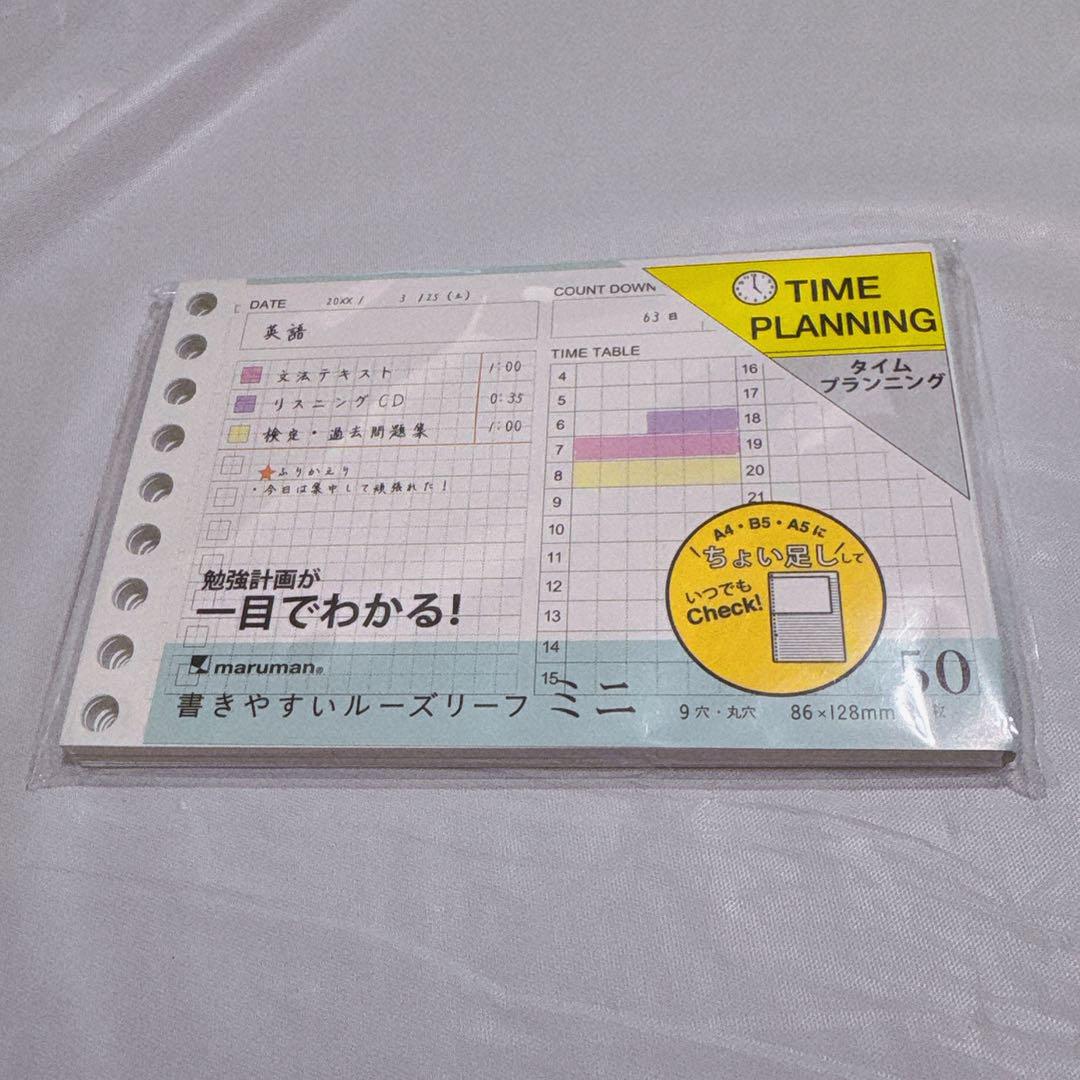 DATE 20XX / 3 / 25 (土)
英語
文法テキスト 1:00
リスニングCD 0:35
検定・過去問題集 1:00
★ふりかえり
・今日は集中して頑張れた!
勉強計画が
一目でわかる!
maruman®
書きやすいルーズリーフ ミニ
9穴・丸穴 86×128mm
50
COUNT DOWN
63日
TIME TABLE
4
5
6
7
8
9
10
11
12
13
14
15
16
17
18
19
20
21
TIME
PLANNING
タイム
プランニング
A4・B5・A5に
ちょい足しして
いつでも
Check!